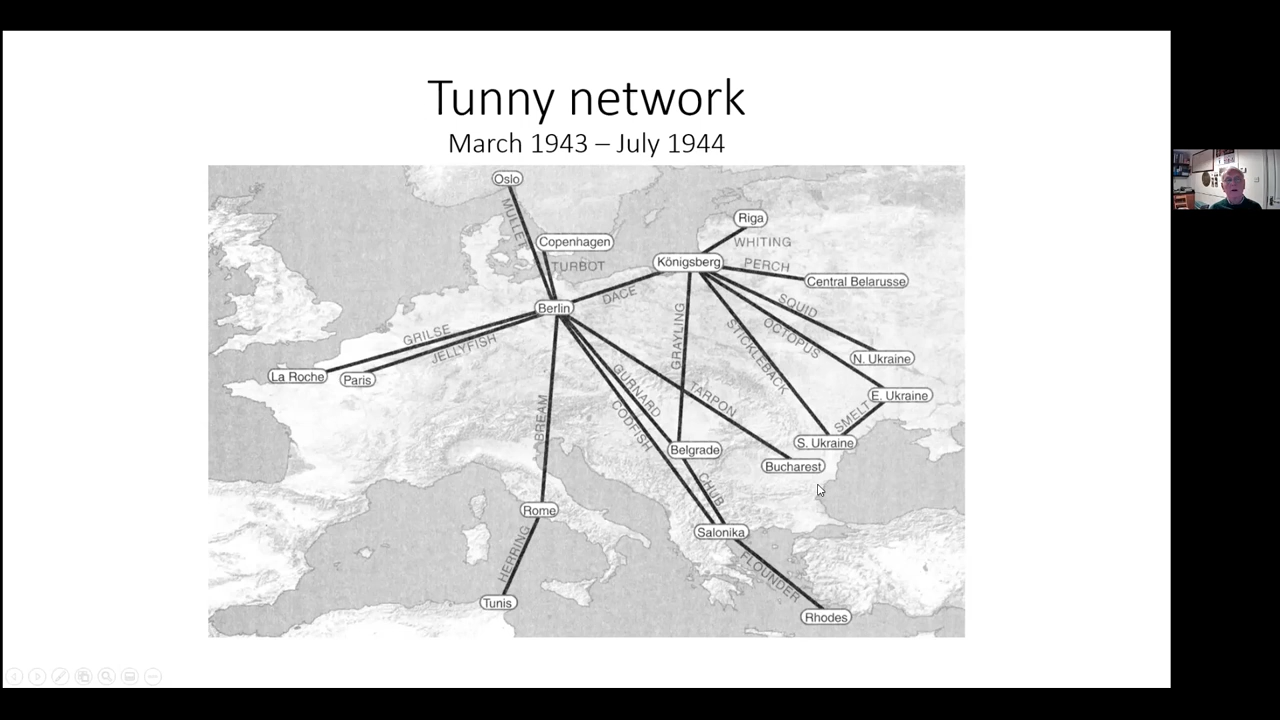 Tunny network
March 1943 – July 1944
Oslo
MULLET
Copenhagen
TURBOT
Riga
WHITING
Königsberg
PERCH
Central Belarusse
DACE
Berlin
SQUID
OCTOPUS
STICKLEBACK
GRAYLING
GRILSE
JELLYFISH
La Roche
Paris
N. Ukraine
E. Ukraine
SMELT
S. Ukraine
GURNARD
CODFISH
TARPON
BREAM
Belgrade
Bucharest
CHUB
Rome
Salonika
HERRING
FLOUNDER
Tunis
Rhodes